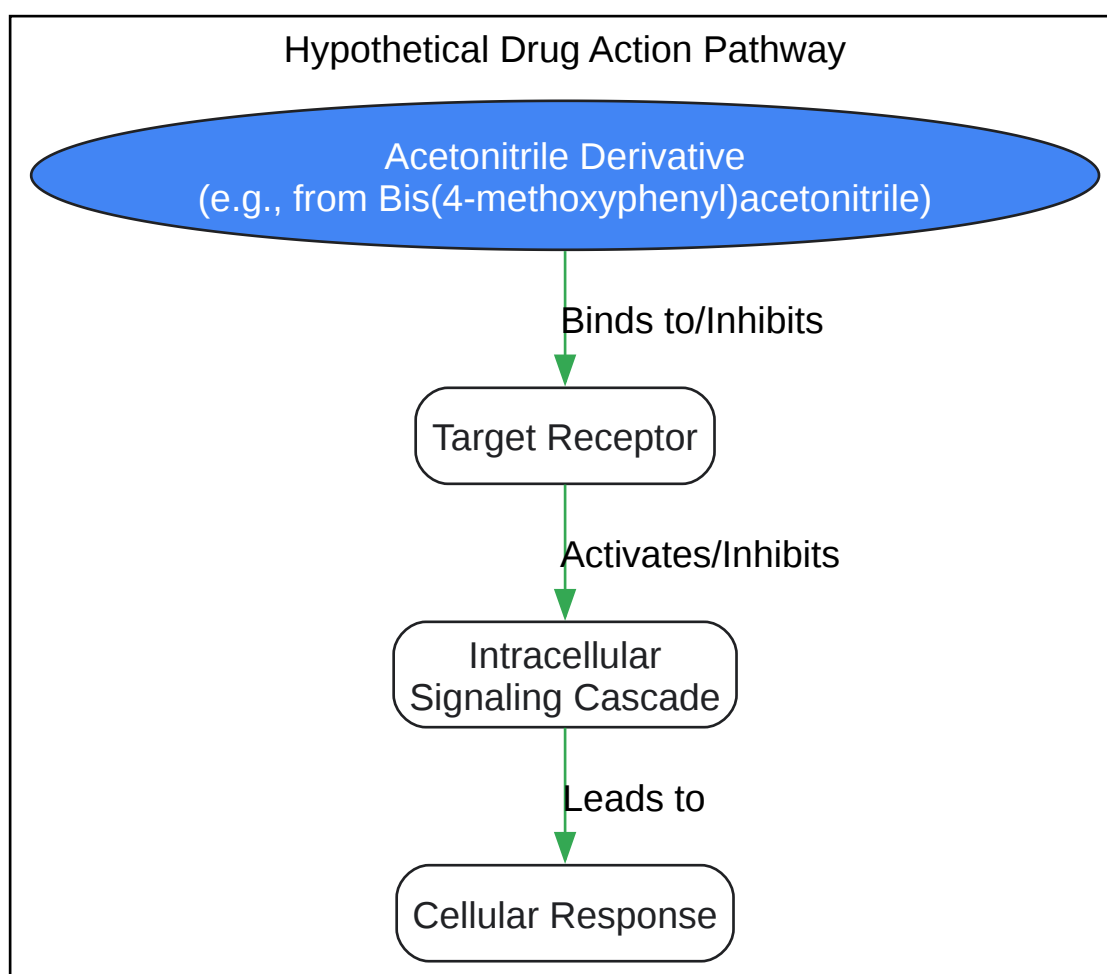 Hypothetical Drug Action Pathway
Acetonitrile Derivative
(e.g., from Bis(4-methoxyphenyl)acetonitrile)
Binds to/Inhibits
Target Receptor
Activates/Inhibits
Intracellular
Signaling Cascade
Leads to
Cellular Response